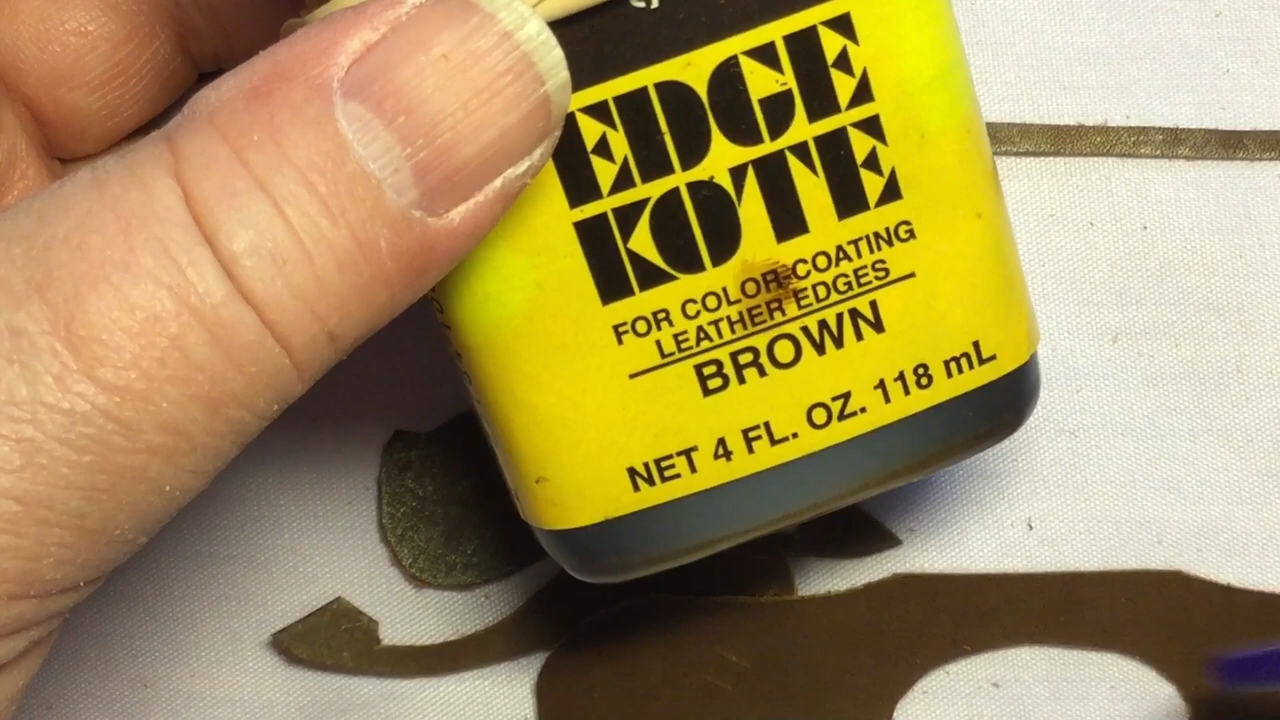 EDGE
KOTE
FOR COLOR-COATING
LEATHER EDGES
BROWN
NET 4 FL. OZ. 118 mL